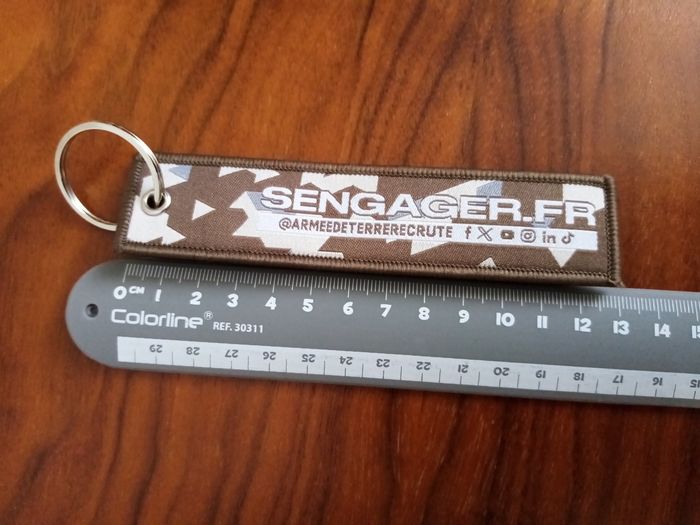 SENGAGER.FR
@ARMEEDETERRERECRUTE f X in
0 CM 1 2 3 4 5 6 7 8 9 10 11 12 13 14 15
Colorline® REF. 30311
29 28 27 26 25 24 23 22 21 20 19 18 17 16 15